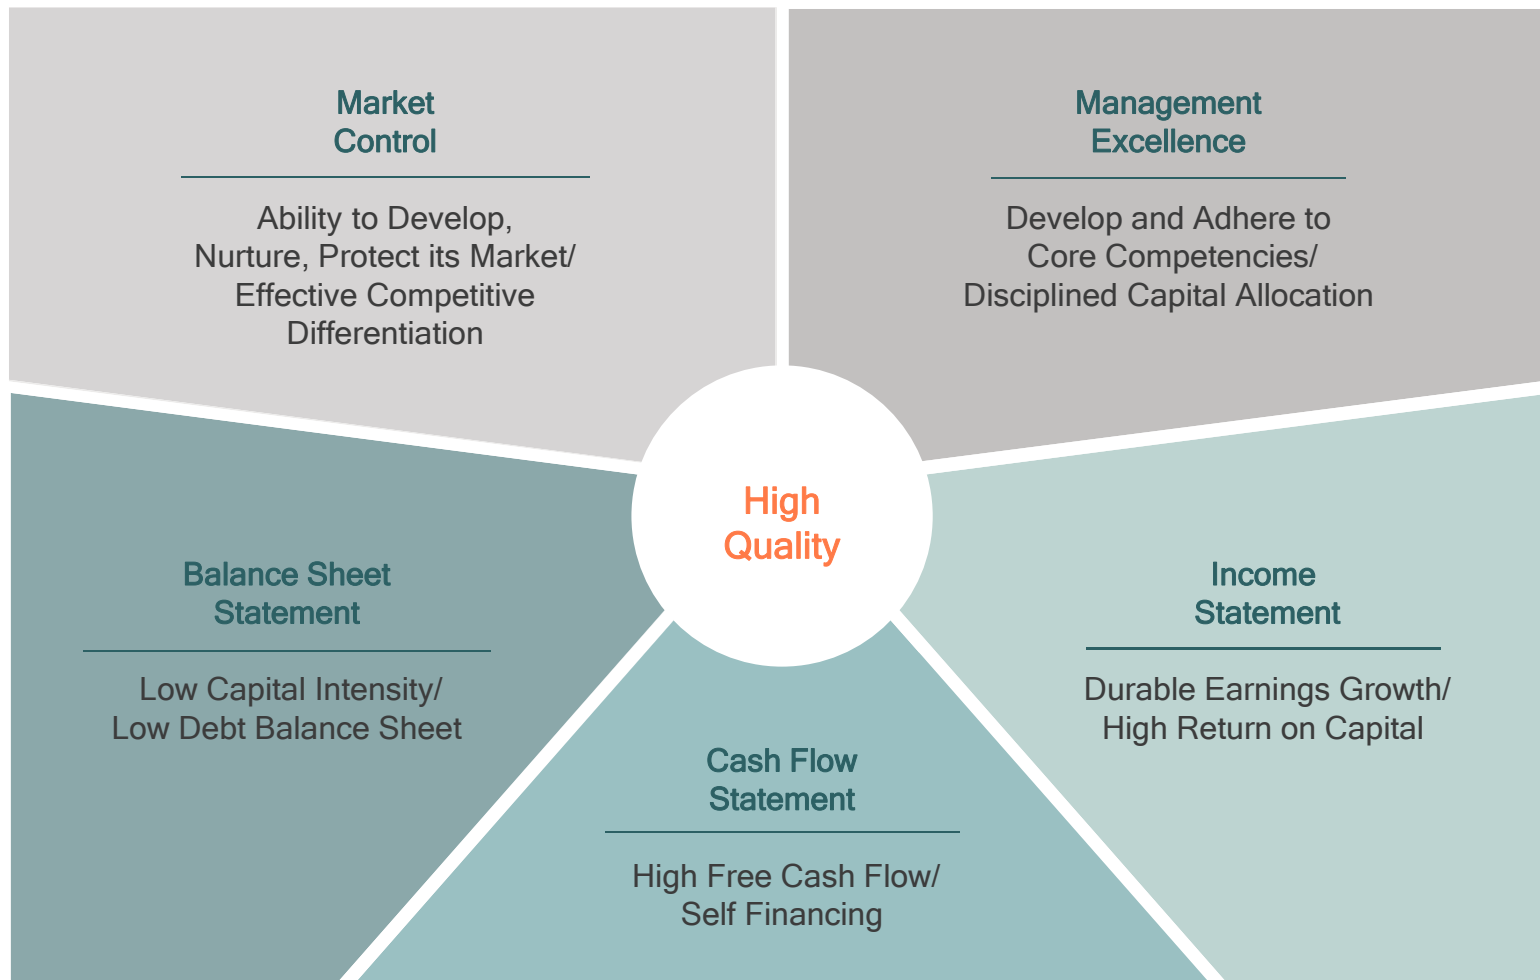 Market
Control
Ability to Develop,
Nurture, Protect its Market/
Effective Competitive
Differentiation
Management
Excellence
Develop and Adhere to
Core Competencies/
Disciplined Capital Allocation
High
Quality
Balance Sheet
Statement
Low Capital Intensity/
Low Debt Balance Sheet
Cash Flow
Statement
High Free Cash Flow/
Self Financing
Income
Statement
Durable Earnings Growth/
High Return on Capital